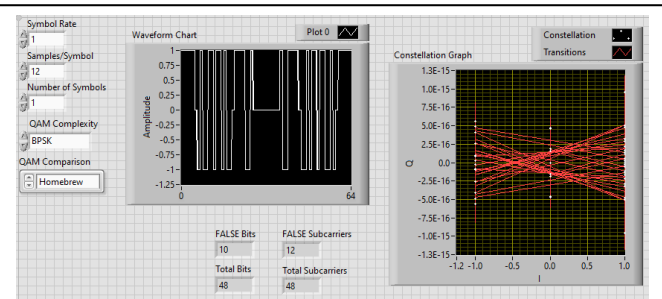 Symbol Rate
1
Samples/Symbol
12
Number of Symbols
1
QAM Complexity
BPSK
QAM Comparison
Homebrew
Waveform Chart
Plot 0
Amplitude
1
0.75
0.5
0.25
0
-0.25
-0.5
-0.75
-1
-1.25
0
64
FALSE Bits
10
FALSE Subcarriers
12
Total Bits
48
Total Subcarriers
48
Constellation
Transitions
Constellation Graph
Q
1.3E-15
1.0E-15
7.5E-16
5.0E-16
2.5E-16
0.0
-2.5E-16
-5.0E-16
-7.5E-16
-1.0E-15
-1.3E-15
-1.2
-1.0
-0.5
0.0
0.5
1.0
I